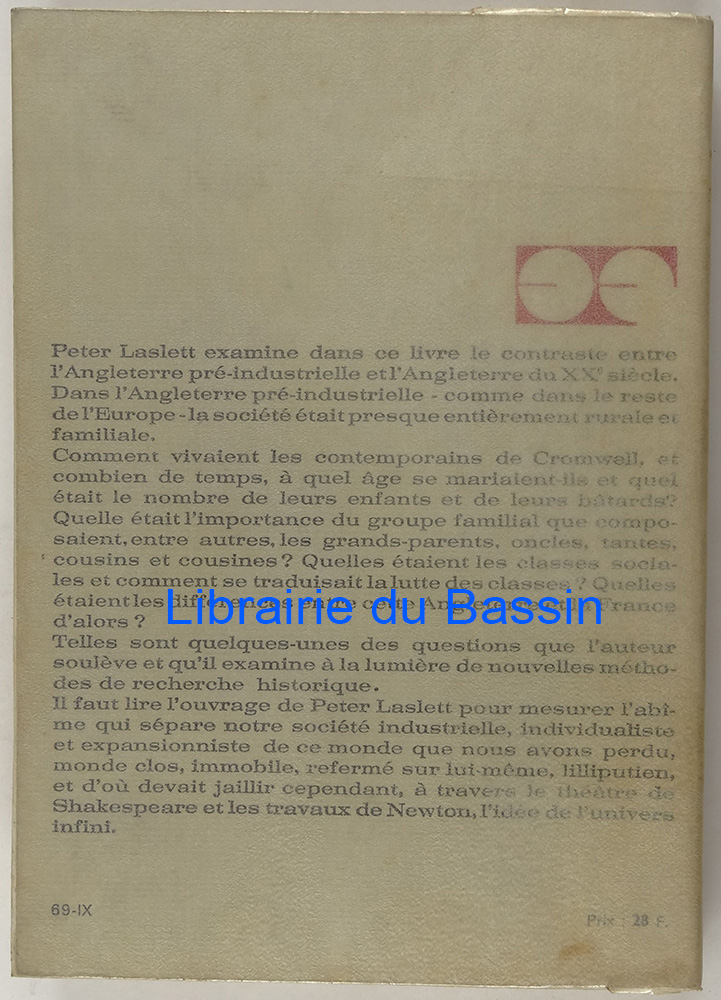 Peter Laslett examine dans ce livre le contraste entre
l'Angleterre pré-industrielle et l'Angleterre du XXe siècle.
Dans l'Angleterre pré-industrielle - comme dans le reste
de l'Europe - la société était presque entièrement rurale et
familiale.
Comment vivaient les contemporains de Cromwell, et
combien de temps, à quel âge se mariaient-ils et quel
était le nombre de leurs enfants et de leurs bâtards?
Quelle était l'importance du groupe familial que compo-
saient, entre autres, les grands-parents, oncles, tantes,
cousins et cousines ? Quelles étaient les classes socia-
les et comment se traduisait la lutte des classes ? Quelles
étaient les différences entre cette Angleterre et la France
Librairie du Bassin
d'alors ?
Telles sont quelques-unes des questions que l'auteur
soulève et qu'il examine à la lumière de nouvelles métho-
des de recherche historique.
Il faut lire l'ouvrage de Peter Laslett pour mesurer l'abî-
me qui sépare notre société industrielle, individualiste
et expansionniste de ce monde que nous avons perdu,
monde clos, immobile, refermé sur lui-même, lilliputien,
et d'où devait jaillir cependant, à travers le théâtre de
Shakespeare et les travaux de Newton, l'idée de l'univers
infini.
69-IX
Prix : 28 F.